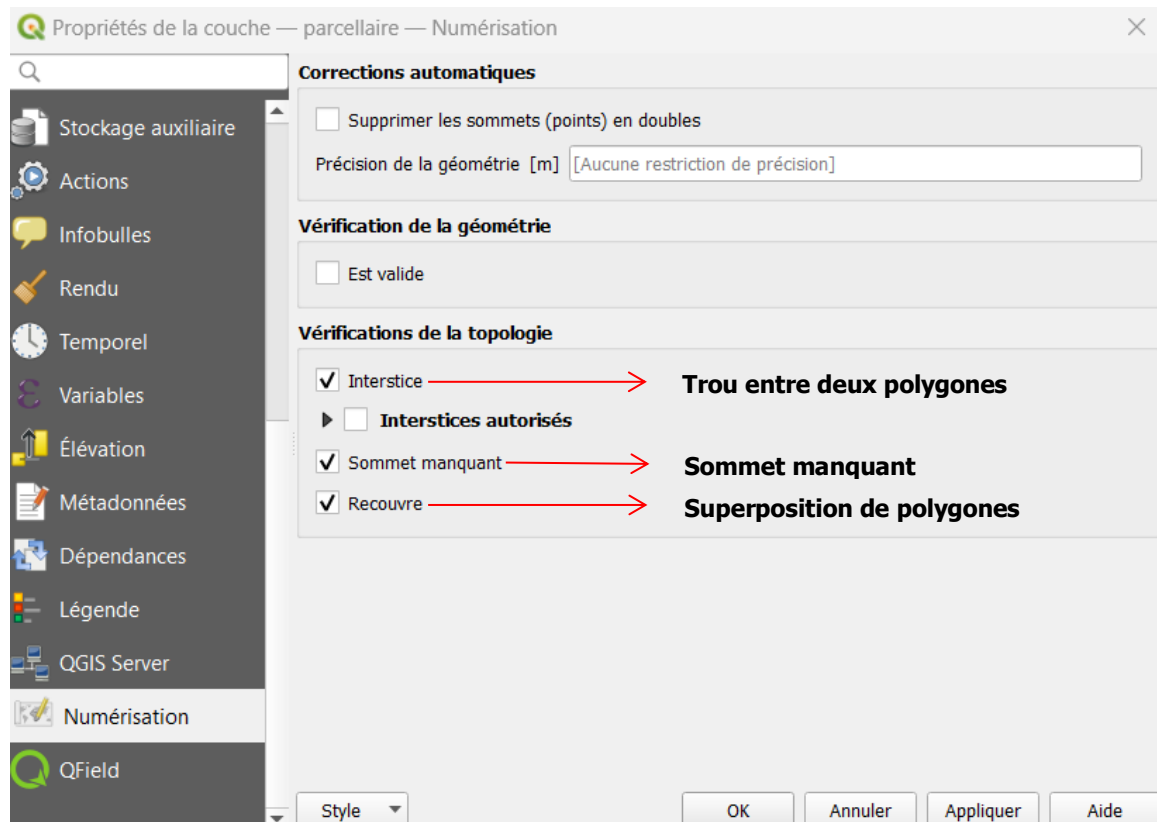 Propriétés de la couche — parcellaire — Numérisation
Corrections automatiques
Stockage auxiliaire
Supprimer les sommets (points) en doubles
Précision de la géométrie [m] [Aucune restriction de précision]
Actions
Vérification de la géométrie
Infobulles
Est valide
Rendu
Vérifications de la topologie
Temporel
Interstice
Trou entre deux polygones
Variables
Interstices autorisés
Élévation
Sommet manquant
Sommet manquant
Métadonnées
Recouvre
Superposition de polygones
Dépendances
Légende
QGIS Server
Numérisation
QField
Style
OK
Annuler
Appliquer
Aide